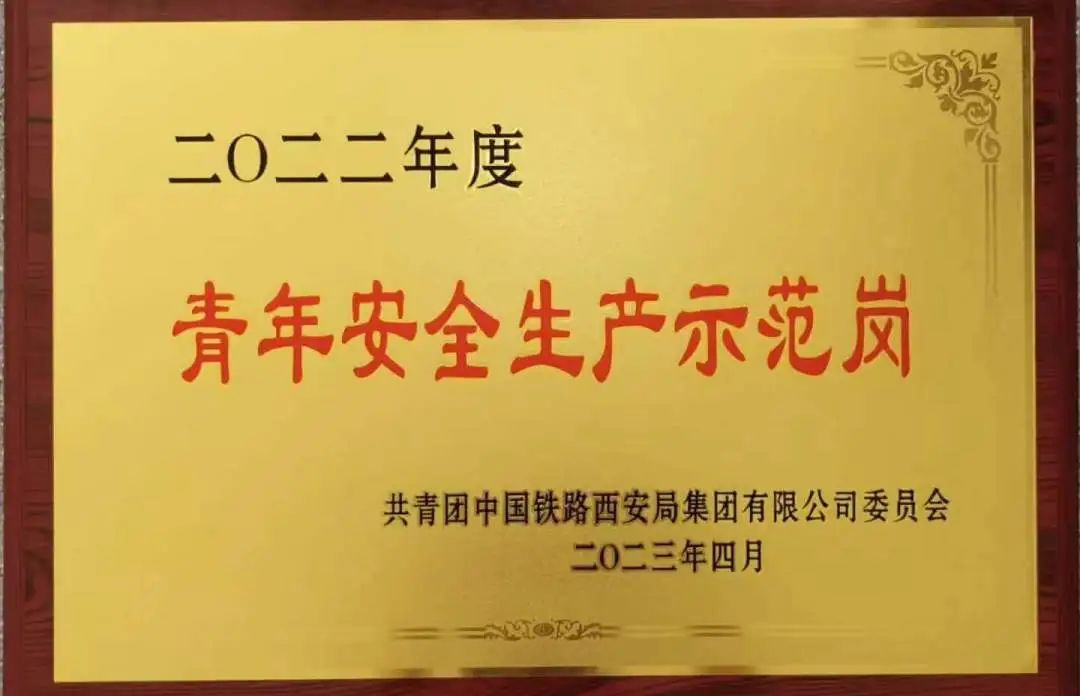 二〇二二年度
青年安全生产示范岗
共青团中国铁路西安局集团有限公司委员会
二〇二三年四月